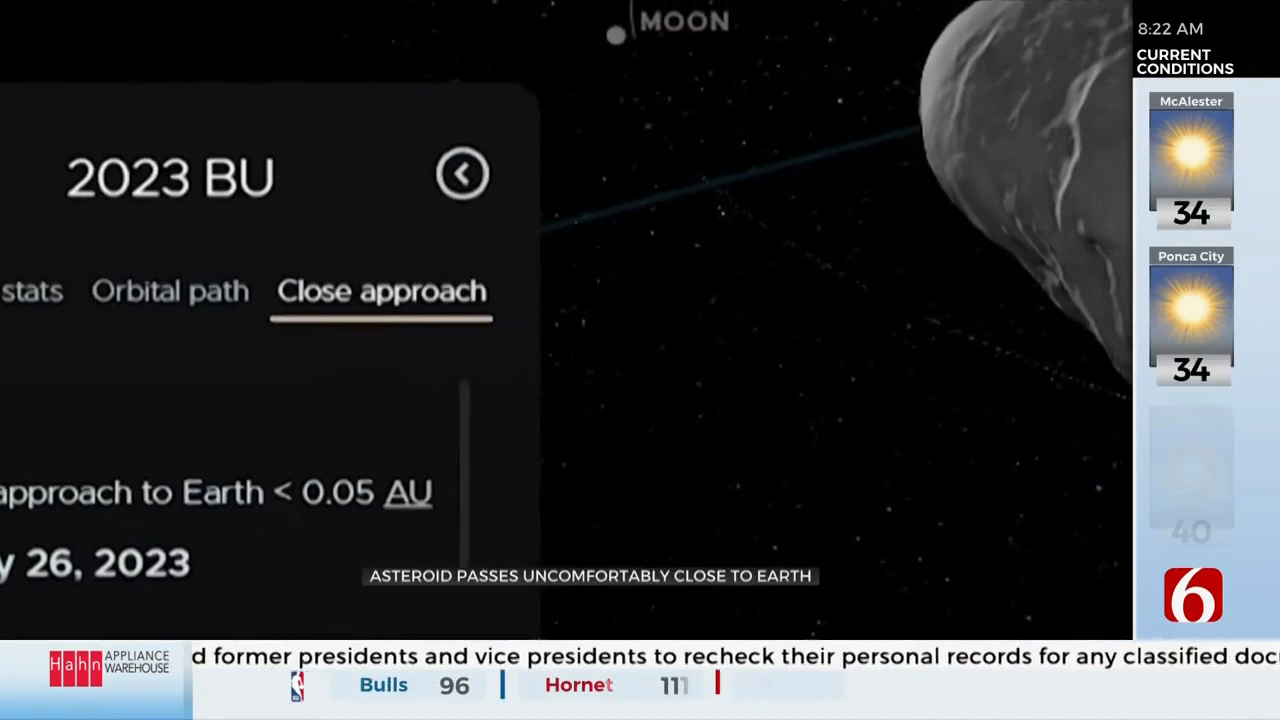 MOON
8:22 AM
CURRENT
CONDITIONS
McAlester
34
Ponca City
34
40
2023 BU
stats Orbital path Close approach
approach to Earth < 0.05 AU
y 26, 2023
ASTEROID PASSES UNCOMFORTABLY CLOSE TO EARTH
6
Hahn APPLIANCE
WAREHOUSE
d former presidents and vice presidents to recheck their personal records for any classified doc
Bulls 96 Hornet 111